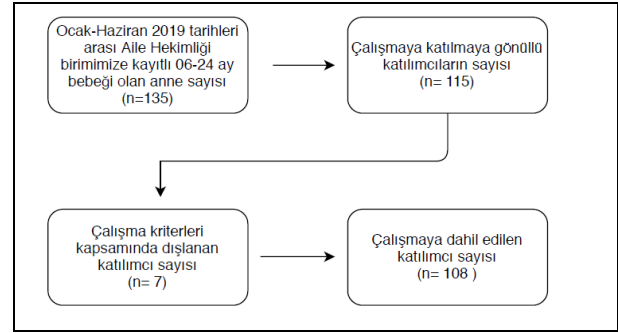 Ocak-Haziran 2019 tarihleri
arası Aile Hekimliği
birimimize kayıtlı 06-24 ay
bebeği olan anne sayısı
(n=135)
Çalişmaya katılmaya gönüllü
katılımcıların sayısı
(n= 115)
Çalışma kriterleri
kapsamında dışlanan
katılımcı sayısı
(n= 7)
Çalışmaya dahil edilen
katılımcı sayısı
(n= 108 )